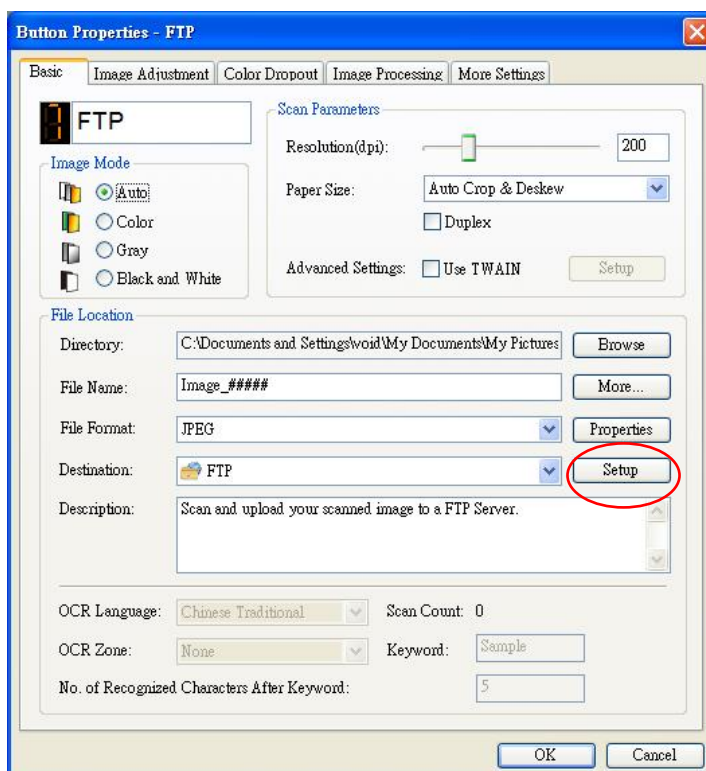 Button Properties - FTP
Basic Image Adjustment Color Dropout Image Processing More Settings
1 FTP
Image Mode
Auto
Color
Gray
Black and White
Scan Parameters
Resolution(dpi): 200
Paper Size: Auto Crop & Deskew
Duplex
Advanced Settings: Use TWAIN Setup
File Location
Directory: C:\Documents and Settings\void\My Documents\My Pictures Browse
File Name: Image_##### More...
File Format: JPEG Properties
Destination: FTP Setup
Description: Scan and upload your scanned image to a FTP Server.
OCR Language: Chinese Traditional Scan Count: 0
OCR Zone: None Keyword: Sample
No. of Recognized Characters After Keyword: 5
OK Cancel